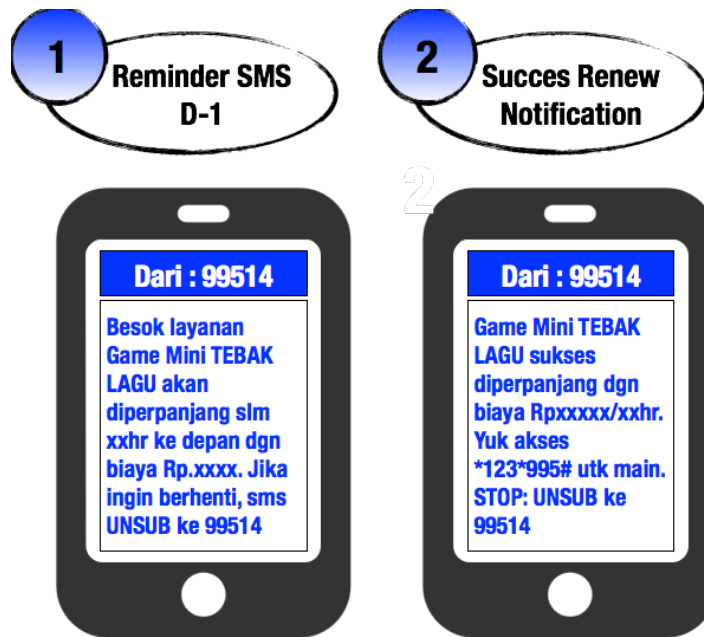 1
Reminder SMS
D-1
Dari : 99514
Besok layanan
Game Mini TEBAK
LAGU akan
diperpanjang slm
xxhr ke depan dgn
biaya Rp.xxxx. Jika
ingin berhenti, sms
UNSUB ke 99514
2
Succes Renew
Notification
2
Dari : 99514
Game Mini TEBAK
LAGU sukses
diperpanjang dgn
biaya Rpxxxxx/xxhr.
Yuk akses
*123*995# utk main.
STOP: UNSUB ke
99514